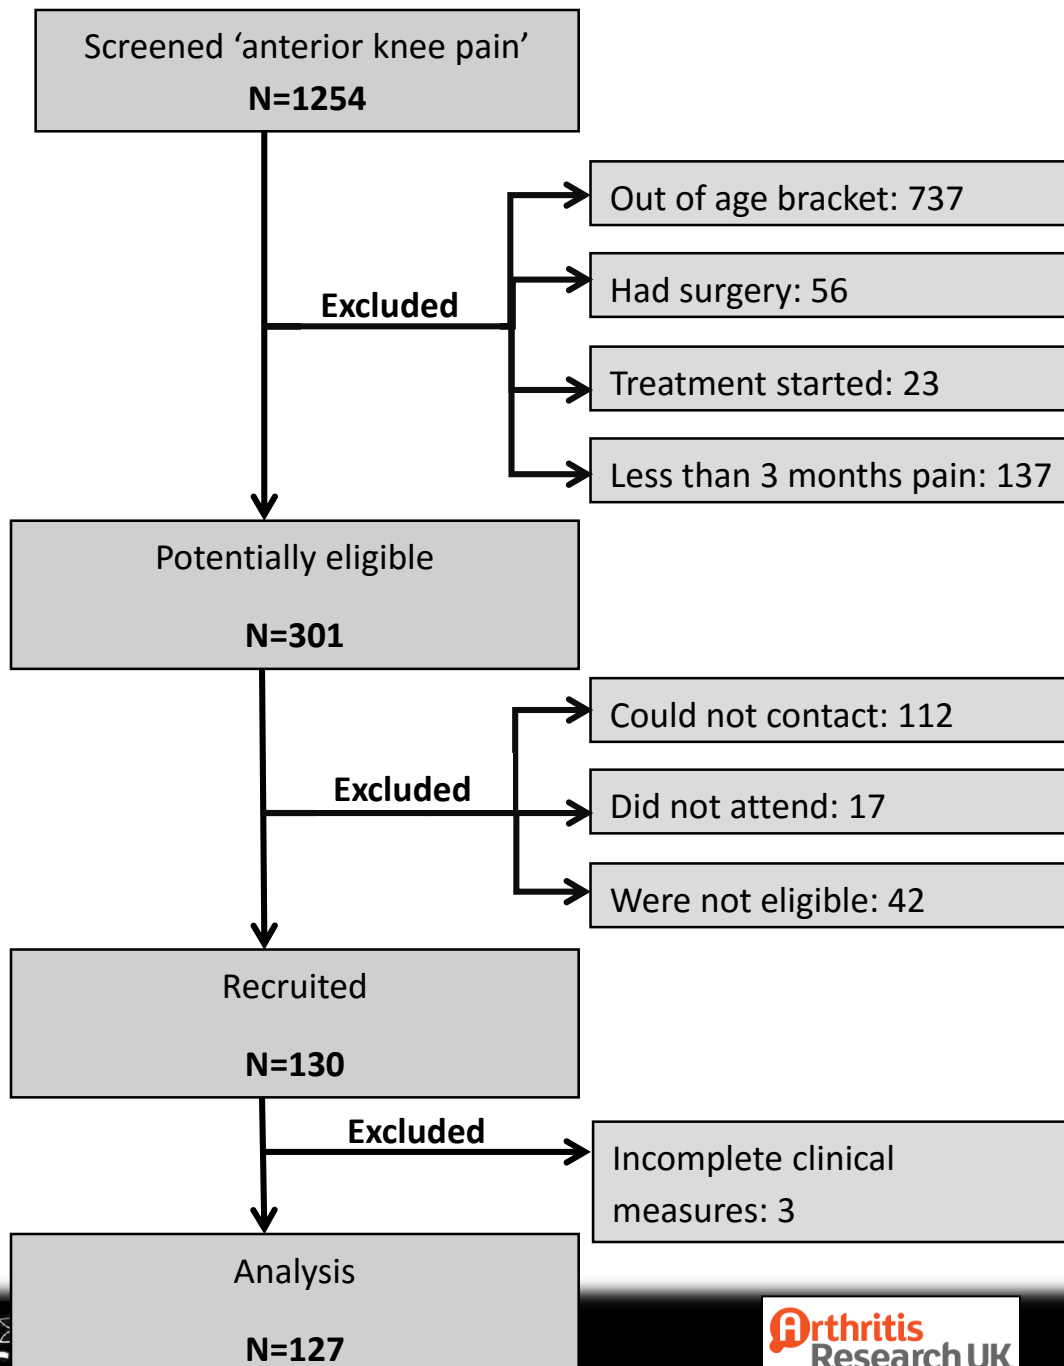 Screened ‘anterior knee pain’
N=1254
Out of age bracket: 737
Had surgery: 56
Excluded
Treatment started: 23
Less than 3 months pain: 137
Potentially eligible
N=301
Could not contact: 112
Excluded
Did not attend: 17
Were not eligible: 42
Recruited
N=130
Excluded
Incomplete clinical
measures: 3
Analysis
N=127
Arthritis
Research UK